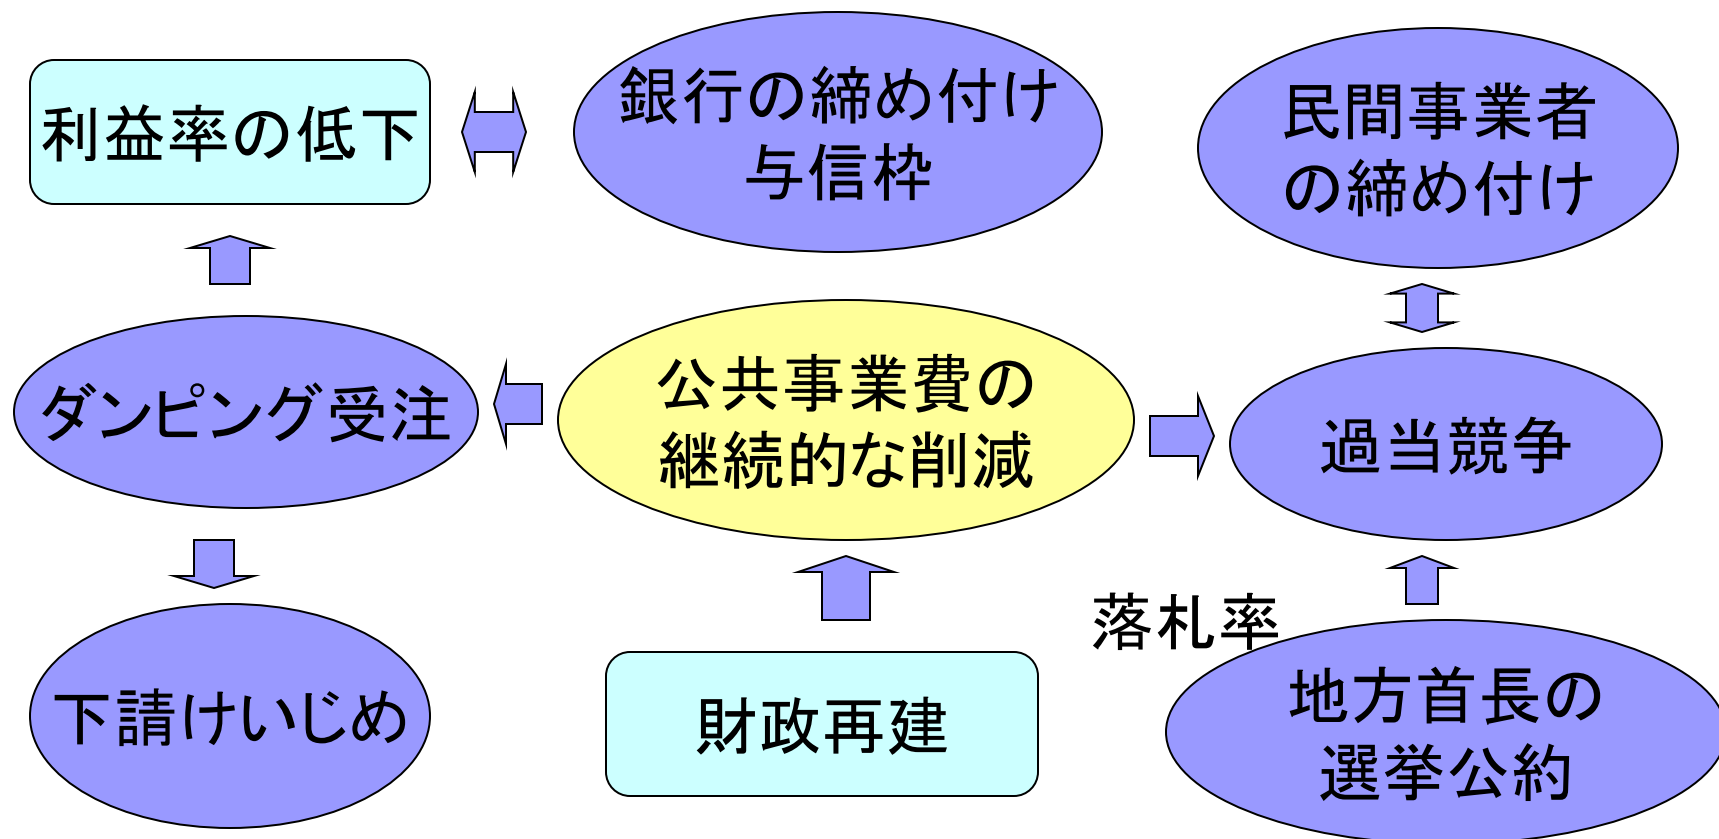 利益率の低下
銀行の締め付け
与信枠
民間事業者
の締め付け
ダンピング受注
公共事業費の
継続的な削減
過当競争
下請けいじめ
財政再建
落札率
地方首長の
選挙公約